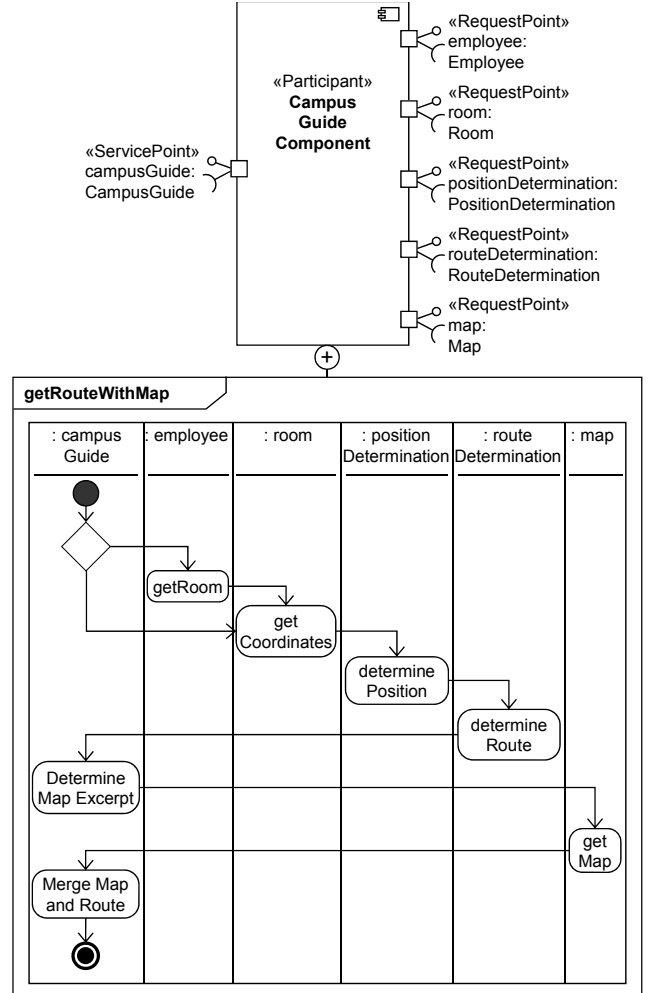 «RequestPoint»
employee:
Employee
«Participant»
Campus
Guide
Component
«RequestPoint»
room:
Room
«ServicePoint»
campusGuide:
CampusGuide
«RequestPoint»
positionDetermination:
PositionDetermination
«RequestPoint»
routeDetermination:
RouteDetermination
«RequestPoint»
map:
Map
+
getRouteWithMap
: campus
Guide
: employee
: room
: position
Determination
: route
Determination
: map
getRoom
get
Coordinates
determine
Position
determine
Route
Determine
Map Excerpt
get
Map
Merge Map
and Route